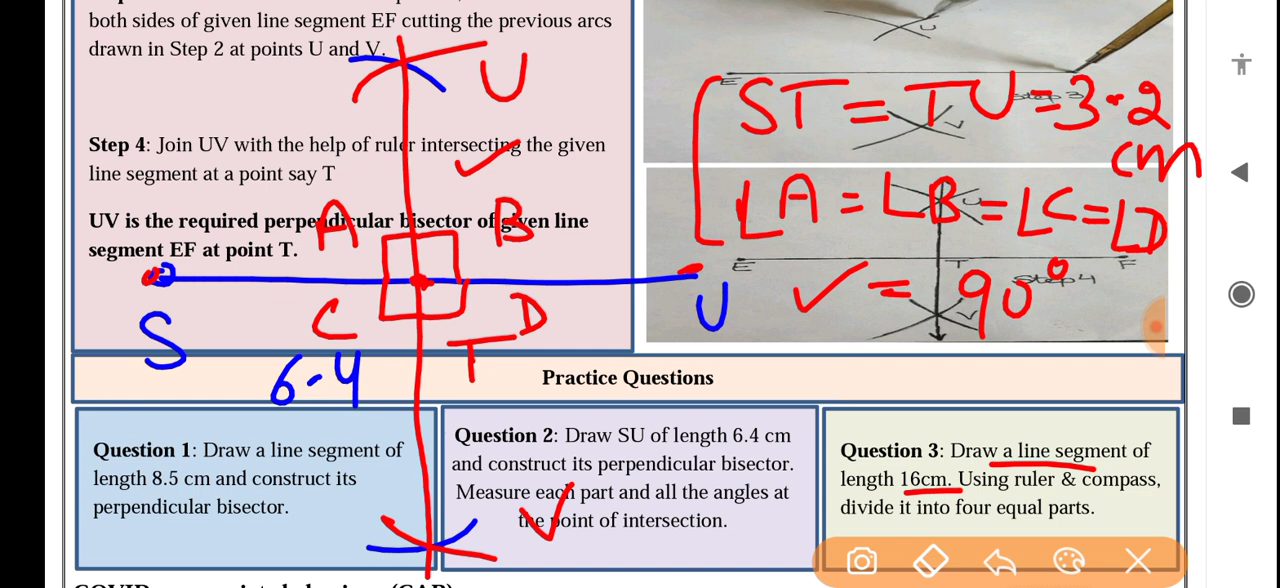 both sides of given line segment EF cutting the previous arcs
drawn in Step 2 at points U and V.
U
Step 4: Join UV with the help of ruler intersecting the given
line segment at a point say T
UV is the required perpendicular bisector of given line
segment EF at point T.
A B
C D
S
U
T
6.4
U
E
Step 3
V
ST = TU = 3.2
cm
∠A = ∠B = ∠C = ∠D
= 90°
U
E T F
Step 4
V
Practice Questions
Question 1: Draw a line segment of
length 8.5 cm and construct its
perpendicular bisector.
Question 2: Draw SU of length 6.4 cm
and construct its perpendicular bisector.
Measure each part and all the angles at
the point of intersection.
Question 3: Draw a line segment of
length 16cm. Using ruler & compass,
divide it into four equal parts.